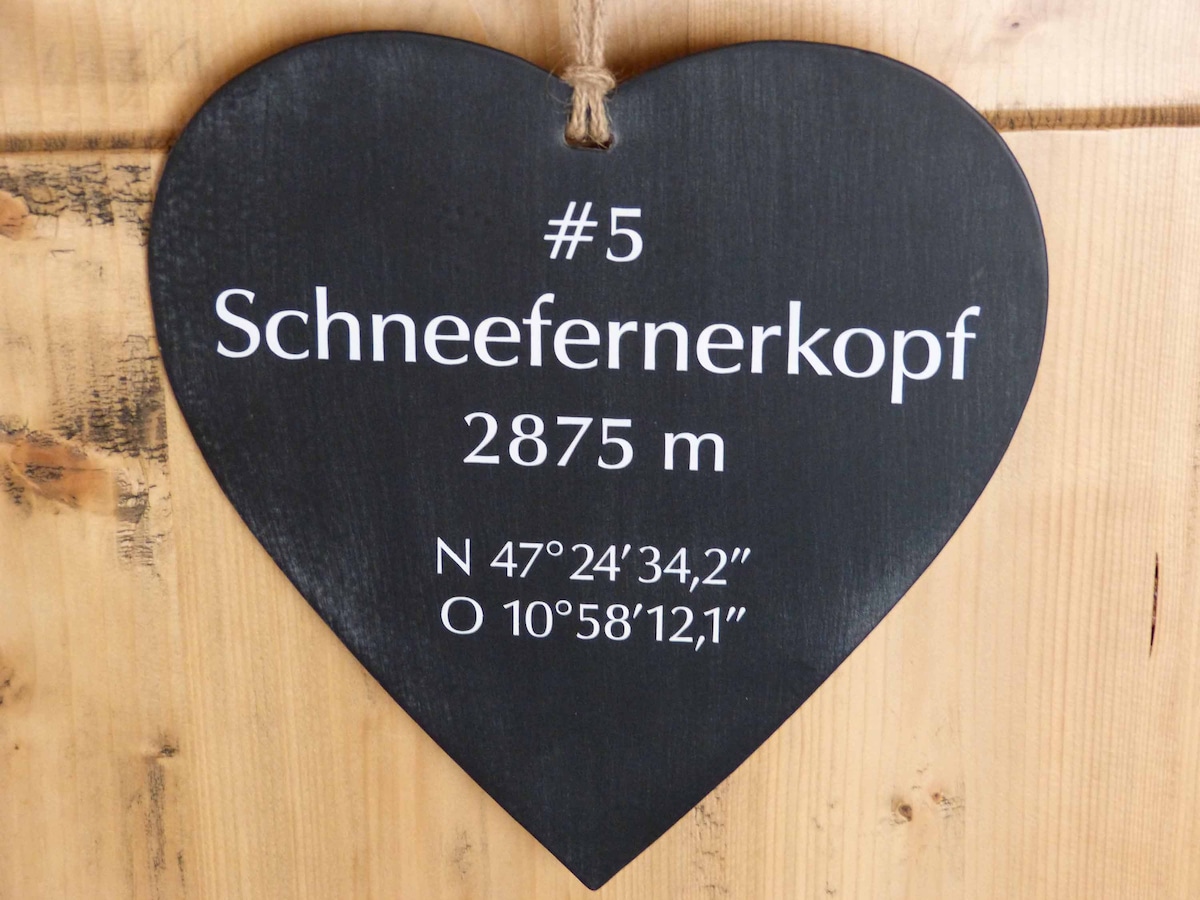 #5
Schneefernerkopf
2875 m
N 47°24′34,2″
O 10°58′12,1″